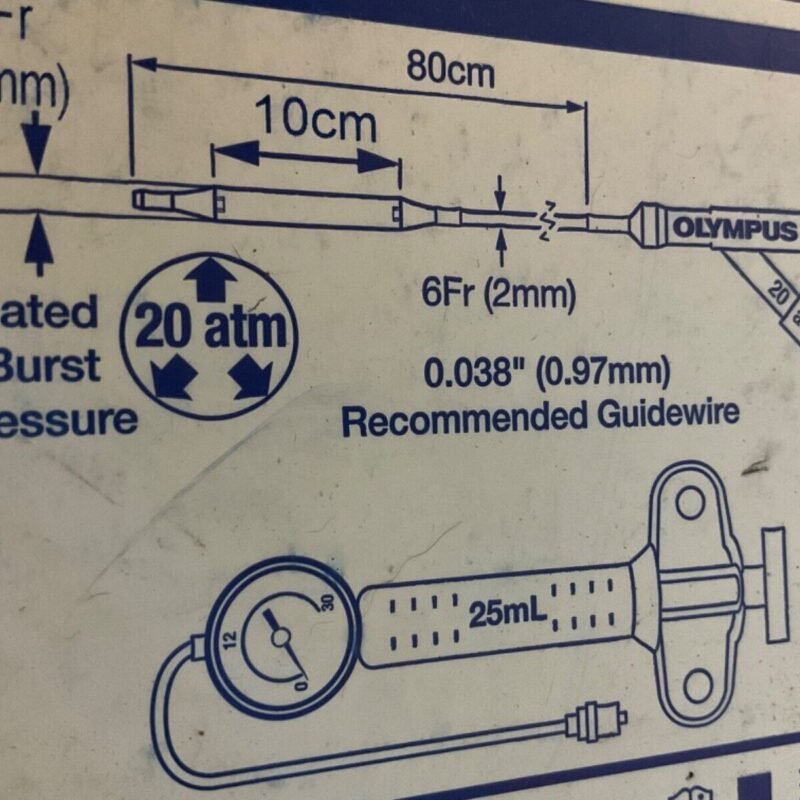 80cm
mm)
10cm
OLYMPUS
20
6Fr (2mm)
ated
Burst
essure
20 atm
0.038" (0.97mm)
Recommended Guidewire
25mL
30
12
0